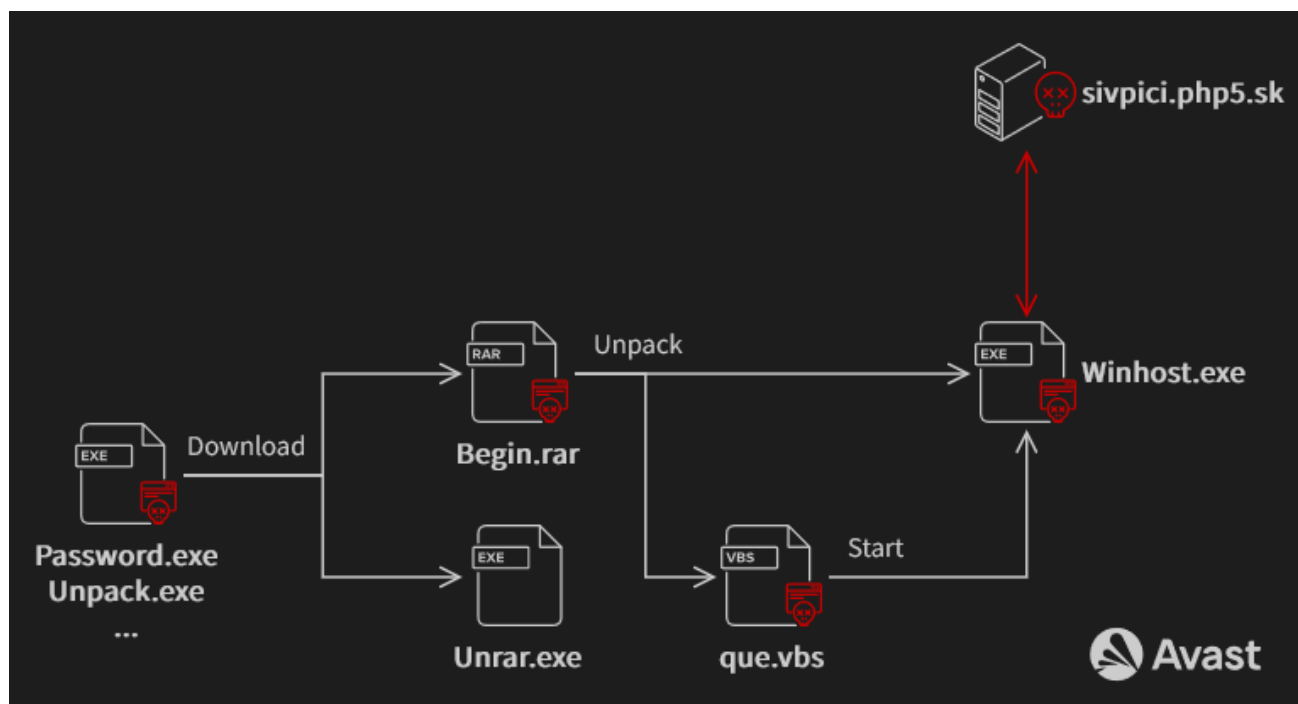 sivpici.php5.sk
RAR
Unpack
EXE
Winhost.exe
EXE
Download
Begin.rar
Password.exe
Unpack.exe
...
EXE
VBS
Start
Unrar.exe
que.vbs
Avast